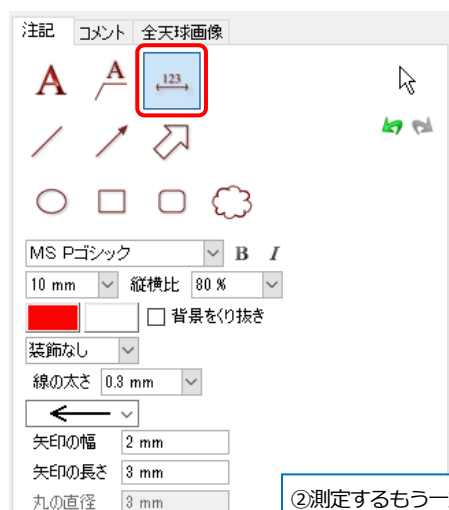 注記 コメント 全天球画像
A A 123
MS Pゴシック B I
10 mm 縦横比 80 %
背景をくり抜き
装飾なし
線の太さ 0.3 mm
矢印の幅 2 mm
矢印の長さ 3 mm
丸の直径 3 mm
②測定するもう一